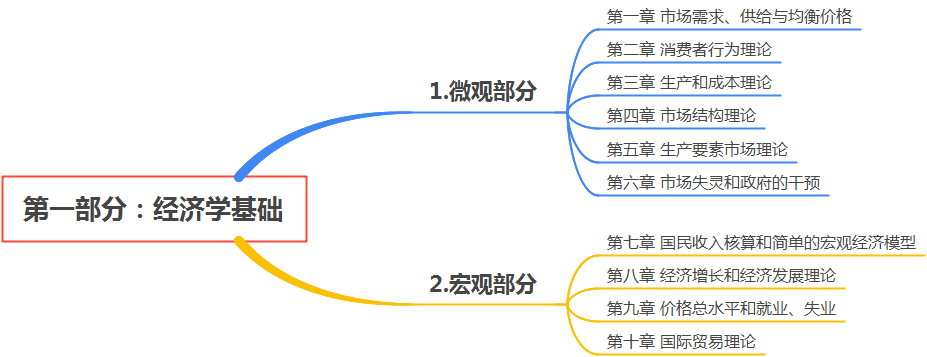 第一部分：经济学基础
1.微观部分
第一章 市场需求、供给与均衡价格
第二章 消费者行为理论
第三章 生产和成本理论
第四章 市场结构理论
第五章 生产要素市场理论
第六章 市场失灵和政府的干预
2.宏观部分
第七章 国民收入核算和简单的宏观经济模型
第八章 经济增长和经济发展理论
第九章 价格总水平和就业、失业
第十章 国际贸易理论